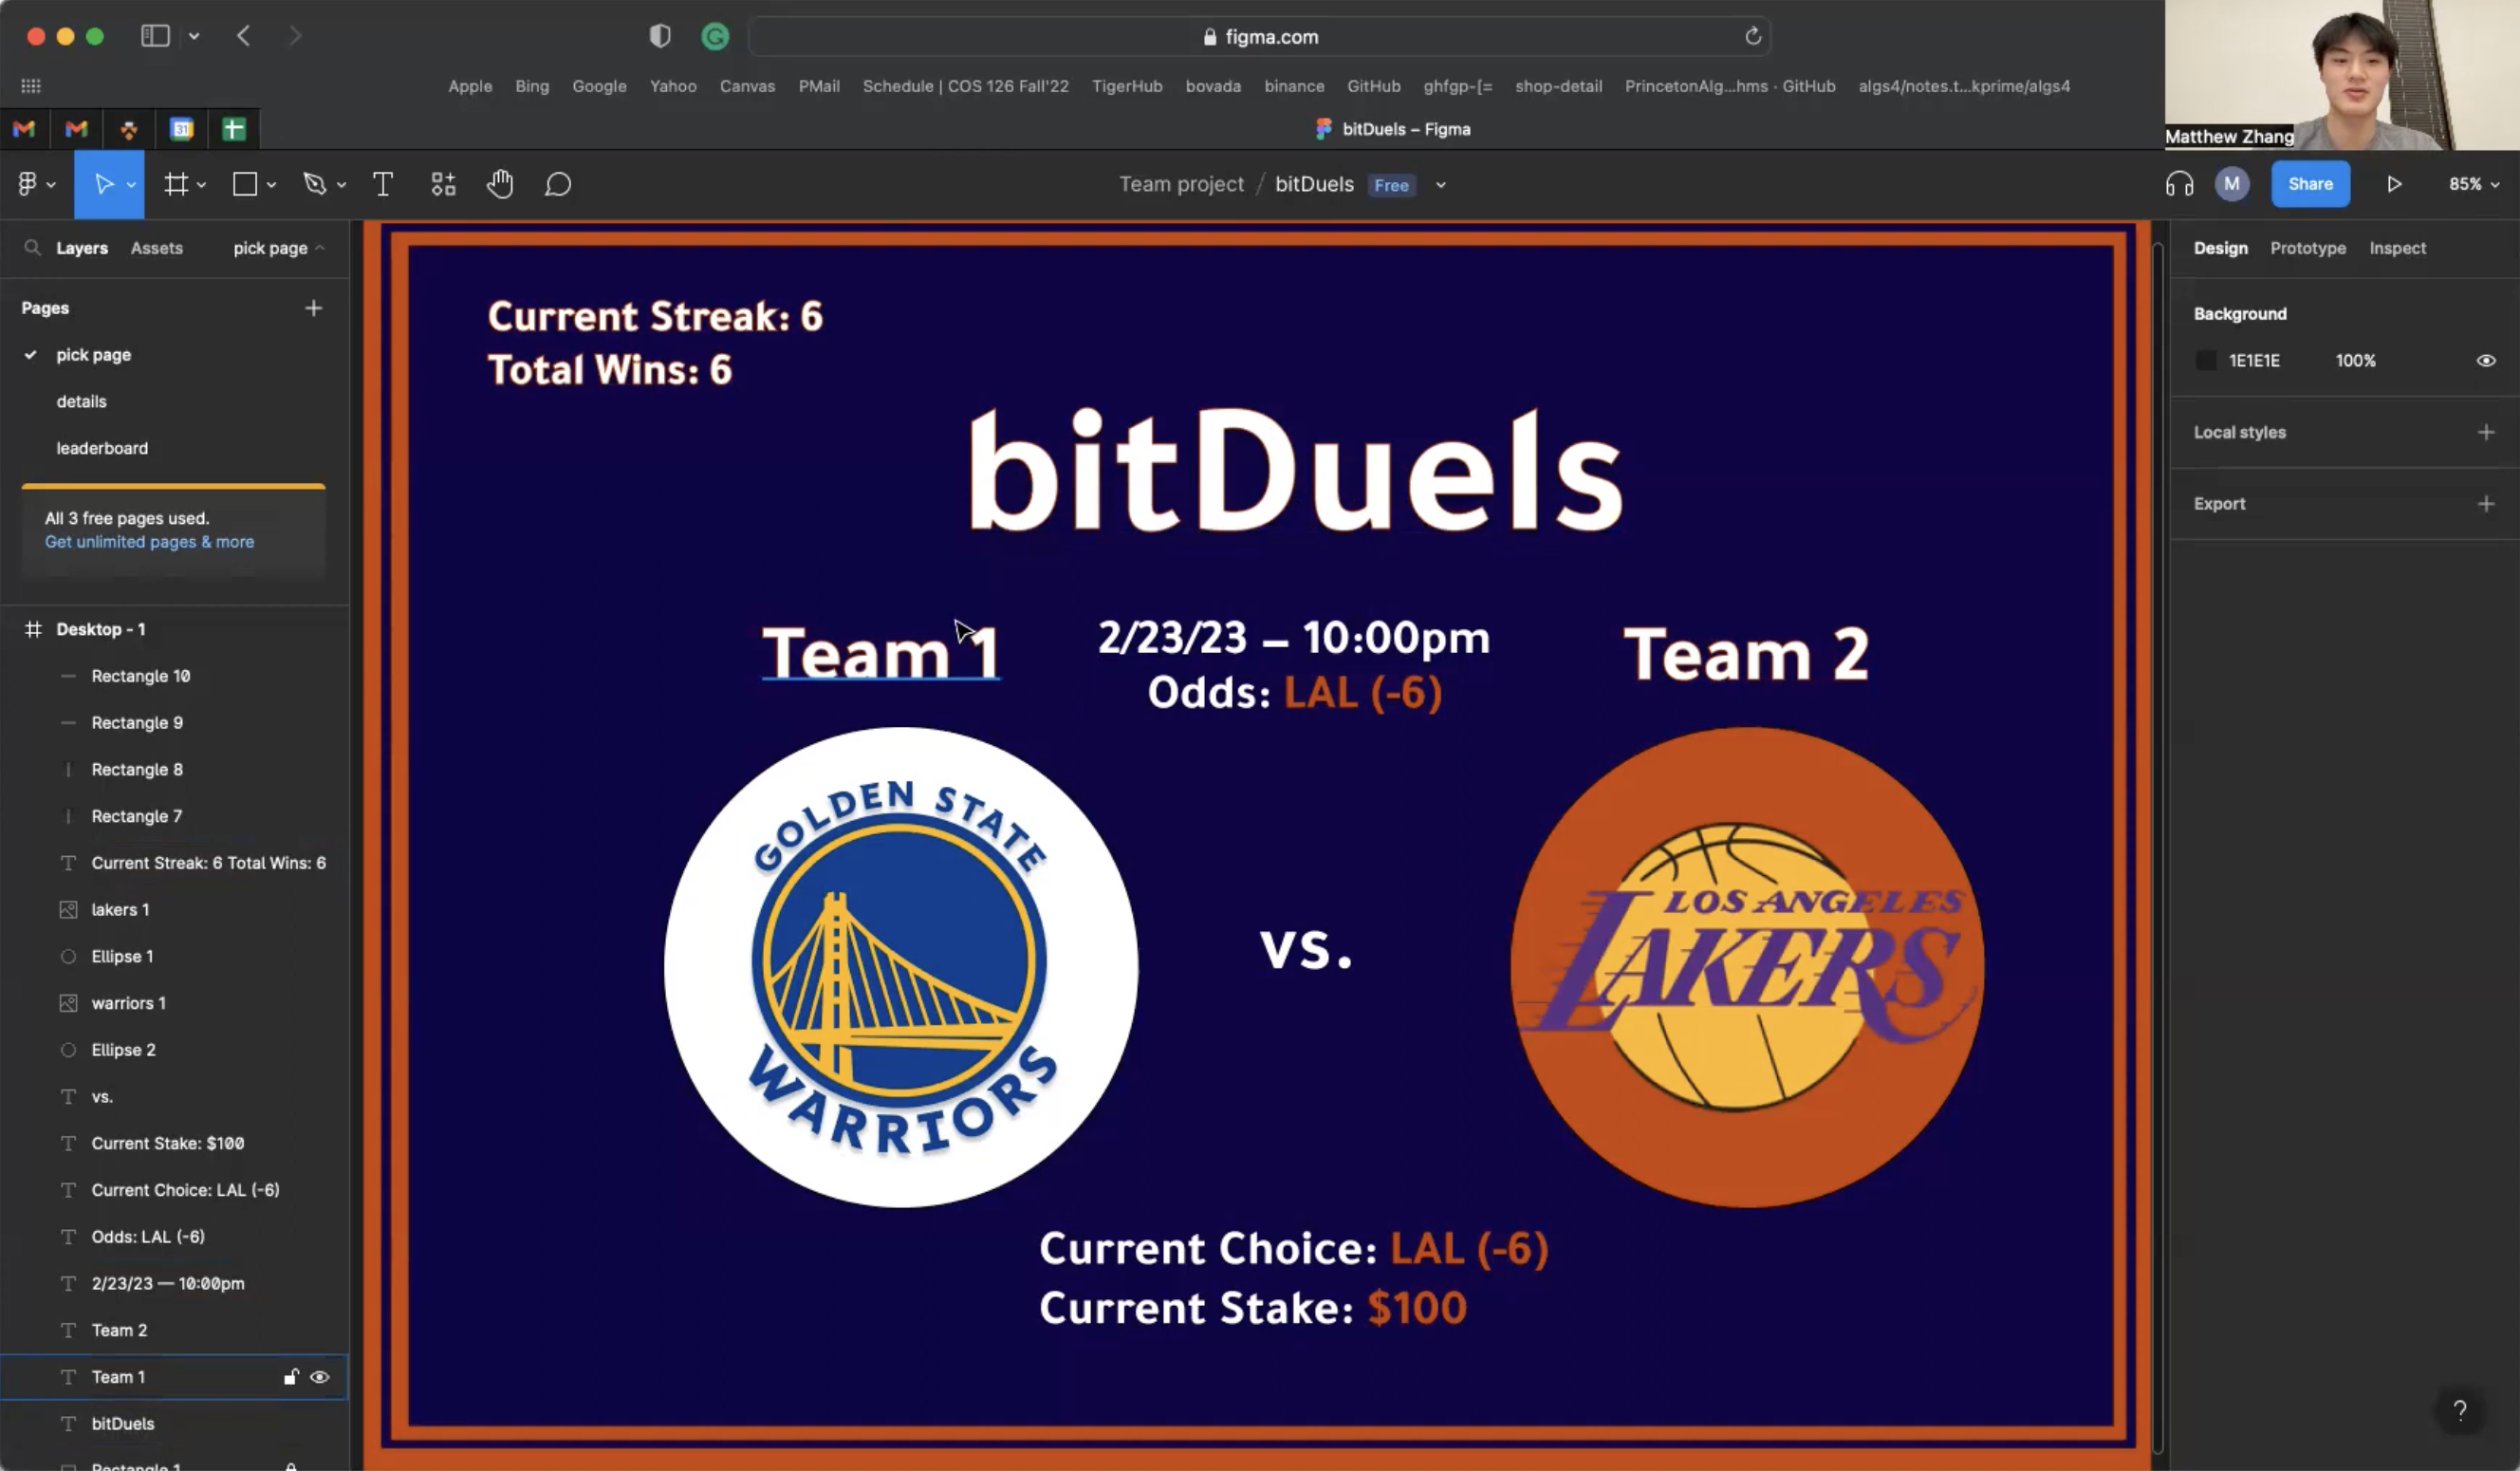 figma.com
Apple Bing Google Yahoo Canvas PMail Schedule | COS 126 Fall'22 TigerHub bovada binance GitHub ghfgp-[= shop-detail PrincetonAlg...hms · GitHub algs4/notes.t...kprime/algs4
31
bitDuels – Figma
Matthew Zhang
Team project / bitDuels Free
M
Share
85%
Layers Assets pick page
Pages
pick page
details
leaderboard
All 3 free pages used.
Get unlimited pages & more
Desktop - 1
Rectangle 10
Rectangle 9
Rectangle 8
Rectangle 7
Current Streak: 6 Total Wins: 6
lakers 1
Ellipse 1
warriors 1
Ellipse 2
vs.
Current Stake: $100
Current Choice: LAL (-6)
Odds: LAL (-6)
2/23/23 — 10:00pm
Team 2
Team 1
bitDuels
Rectangle 1
Current Streak: 6
Total Wins: 6
bitDuels
Team 1
2/23/23 – 10:00pm
Odds: LAL (-6)
Team 2
GOLDEN STATE
WARRIORS
vs.
LOS ANGELES
LAKERS
Current Choice: LAL (-6)
Current Stake: $100
Design Prototype Inspect
Background
1E1E1E 100%
Local styles
Export
?